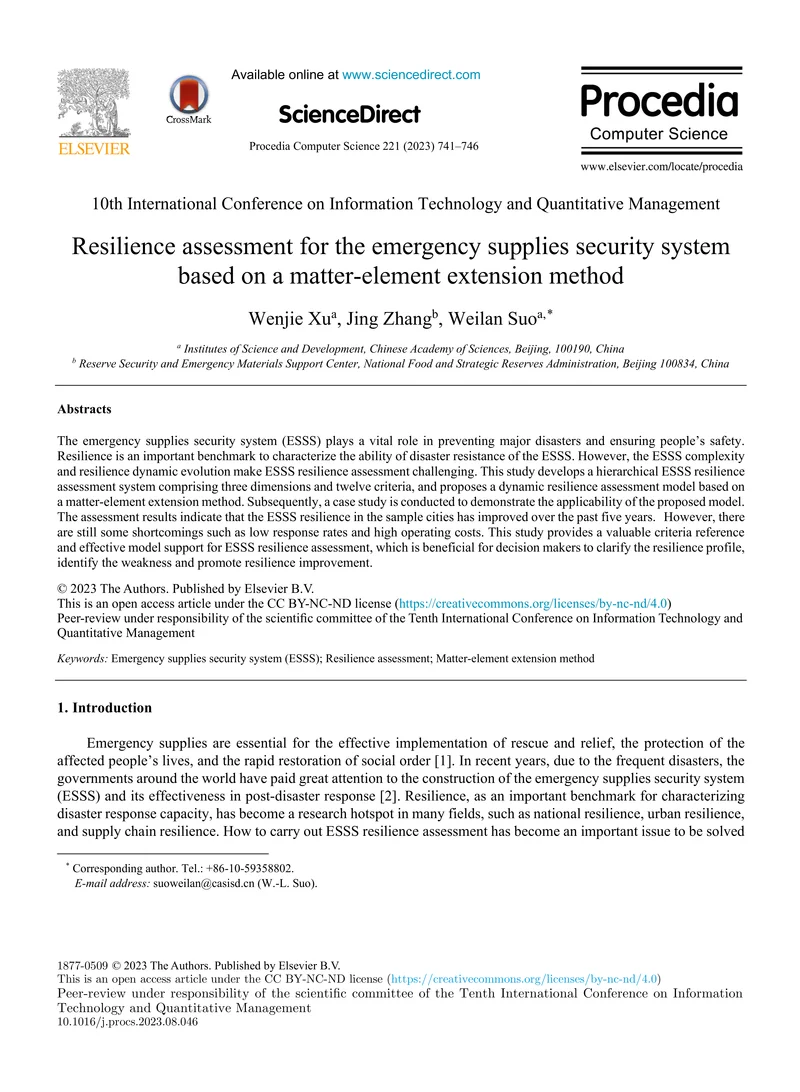 Available online at www.sciencedirect.com
ELSEVIER
CrossMark
ScienceDirect
Procedia Computer Science 221 (2023) 741–746
Procedia
Computer Science
www.elsevier.com/locate/procedia
10th International Conference on Information Technology and Quantitative Management
Resilience assessment for the emergency supplies security system
based on a matter-element extension method
Wenjie Xuᵃ, Jing Zhangᵇ, Weilan Suoᵃ,*
ᵃ Institutes of Science and Development, Chinese Academy of Sciences, Beijing, 100190, China
ᵇ Reserve Security and Emergency Materials Support Center, National Food and Strategic Reserves Administration, Beijing 100834, China
Abstracts
The emergency supplies security system (ESSS) plays a vital role in preventing major disasters and ensuring people’s safety.
Resilience is an important benchmark to characterize the ability of disaster resistance of the ESSS. However, the ESSS complexity
and resilience dynamic evolution make ESSS resilience assessment challenging. This study develops a hierarchical ESSS resilience
assessment system comprising three dimensions and twelve criteria, and proposes a dynamic resilience assessment model based on
a matter-element extension method. Subsequently, a case study is conducted to demonstrate the applicability of the proposed model.
The assessment results indicate that the ESSS resilience in the sample cities has improved over the past five years. However, there
are still some shortcomings such as low response rates and high operating costs. This study provides a valuable criteria reference
and effective model support for ESSS resilience assessment, which is beneficial for decision makers to clarify the resilience profile,
identify the weakness and promote resilience improvement.
© 2023 The Authors. Published by Elsevier B.V.
This is an open access article under the CC BY-NC-ND license (https://creativecommons.org/licenses/by-nc-nd/4.0)
Peer-review under responsibility of the scientific committee of the Tenth International Conference on Information Technology and
Quantitative Management
Keywords: Emergency supplies security system (ESSS); Resilience assessment; Matter-element extension method
1. Introduction
Emergency supplies are essential for the effective implementation of rescue and relief, the protection of the
affected people’s lives, and the rapid restoration of social order [1]. In recent years, due to the frequent disasters, the
governments around the world have paid great attention to the construction of the emergency supplies security system
(ESSS) and its effectiveness in post-disaster response [2]. Resilience, as an important benchmark for characterizing
disaster response capacity, has become a research hotspot in many fields, such as national resilience, urban resilience,
and supply chain resilience. How to carry out ESSS resilience assessment has become an important issue to be solved
* Corresponding author. Tel.: +86-10-59358802.
E-mail address: suoweilan@casisd.cn (W.-L. Suo).
1877-0509 © 2023 The Authors. Published by Elsevier B.V.
This is an open access article under the CC BY-NC-ND license (https://creativecommons.org/licenses/by-nc-nd/4.0)
Peer-review under responsibility of the scientific committee of the Tenth International Conference on Information
Technology and Quantitative Management
10.1016/j.procs.2023.08.046